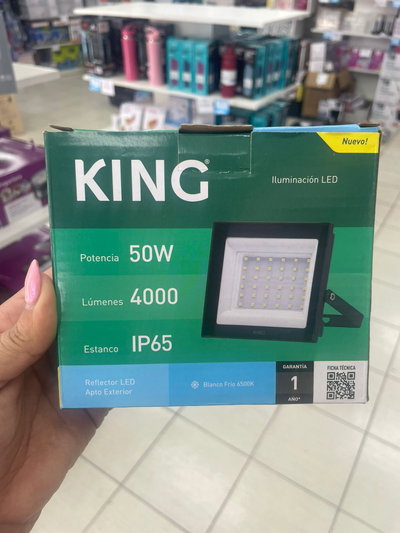 Nuevo!
KING®
Iluminación LED
Potencia 50W
Lúmenes 4000
Estanco IP65
KING
Reflector LED
Apto Exterior
Blanco Frío 6500K
GARANTÍA
1
AÑO*
FICHA TÉCNICA